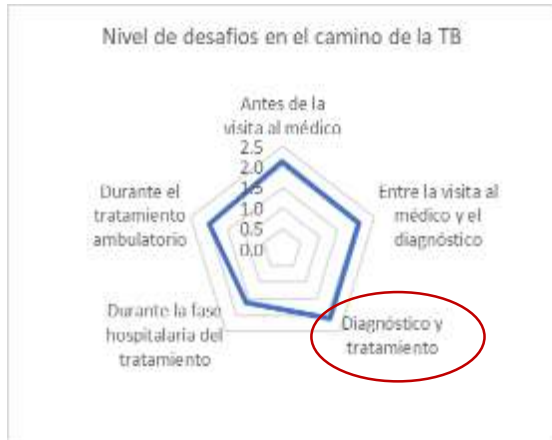 Nivel de desafios en el camino de la TB
Antes de la
visita al médico
2.5
2.0
1.5
1.0
0.5
0.0
Entre la visita al
médico y el
diagnóstico
Diagnóstico y
tratamiento
Durante la fase
hospitalaria del
tratamiento
Durante el
tratamiento
ambulatorio